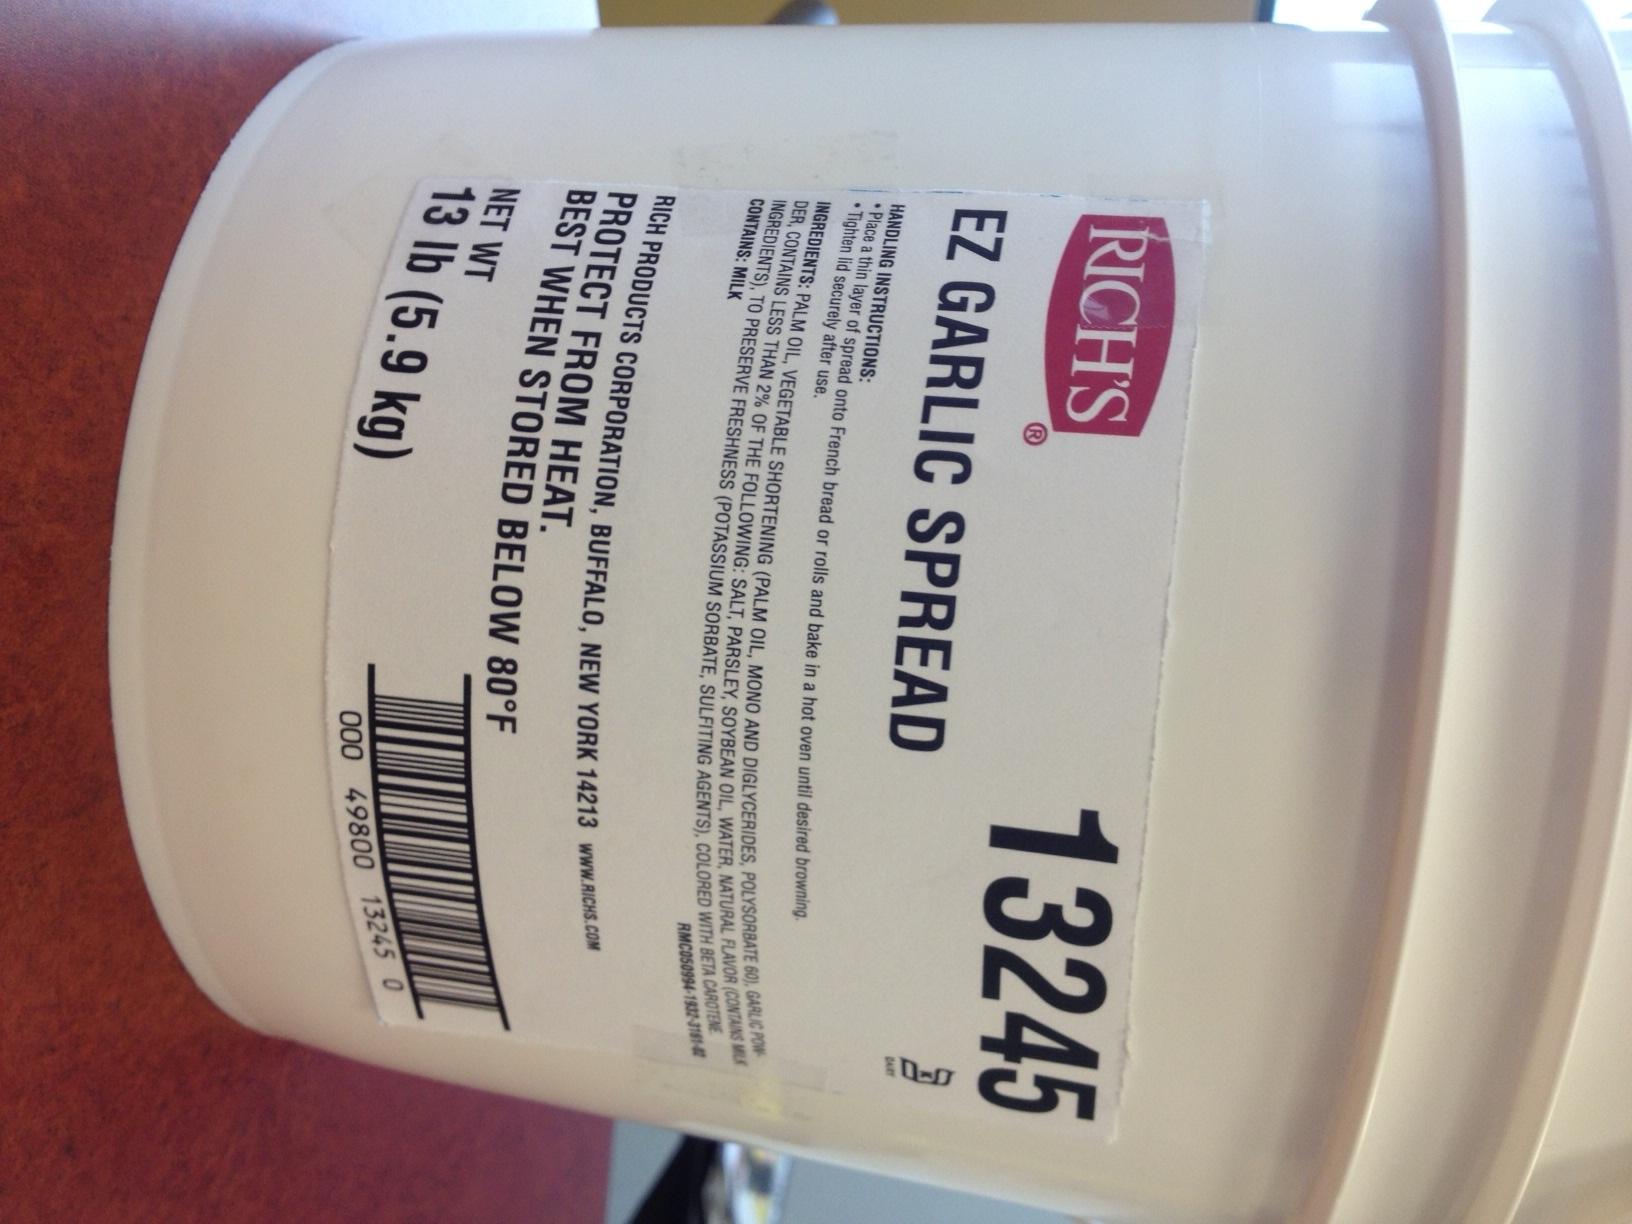 RICH'S®
13245
EZ GARLIC SPREAD
DAIRY
HANDLING INSTRUCTIONS:
• Place a thin layer of spread onto French bread or rolls and bake in a hot oven until desired browning.
• Tighten lid securely after use.
INGREDIENTS: PALM OIL, VEGETABLE SHORTENING (PALM OIL, MONO AND DIGLYCERIDES, POLYSORBATE 60), GARLIC POW-
DER, CONTAINS LESS THAN 2% OF THE FOLLOWING: SALT, PARSLEY, SOYBEAN OIL, WATER, NATURAL FLAVOR (CONTAINS MILK
INGREDIENTS), TO PRESERVE FRESHNESS (POTASSIUM SORBATE, SULFITING AGENTS), COLORED WITH BETA CAROTENE.
CONTAINS: MILK
RMC050994-1932-3161-02
RICH PRODUCTS CORPORATION, BUFFALO, NEW YORK 14213 WWW.RICHS.COM
PROTECT FROM HEAT.
BEST WHEN STORED BELOW 80°F
NET WT
13 lb (5.9 kg)
000 49800 13245 0